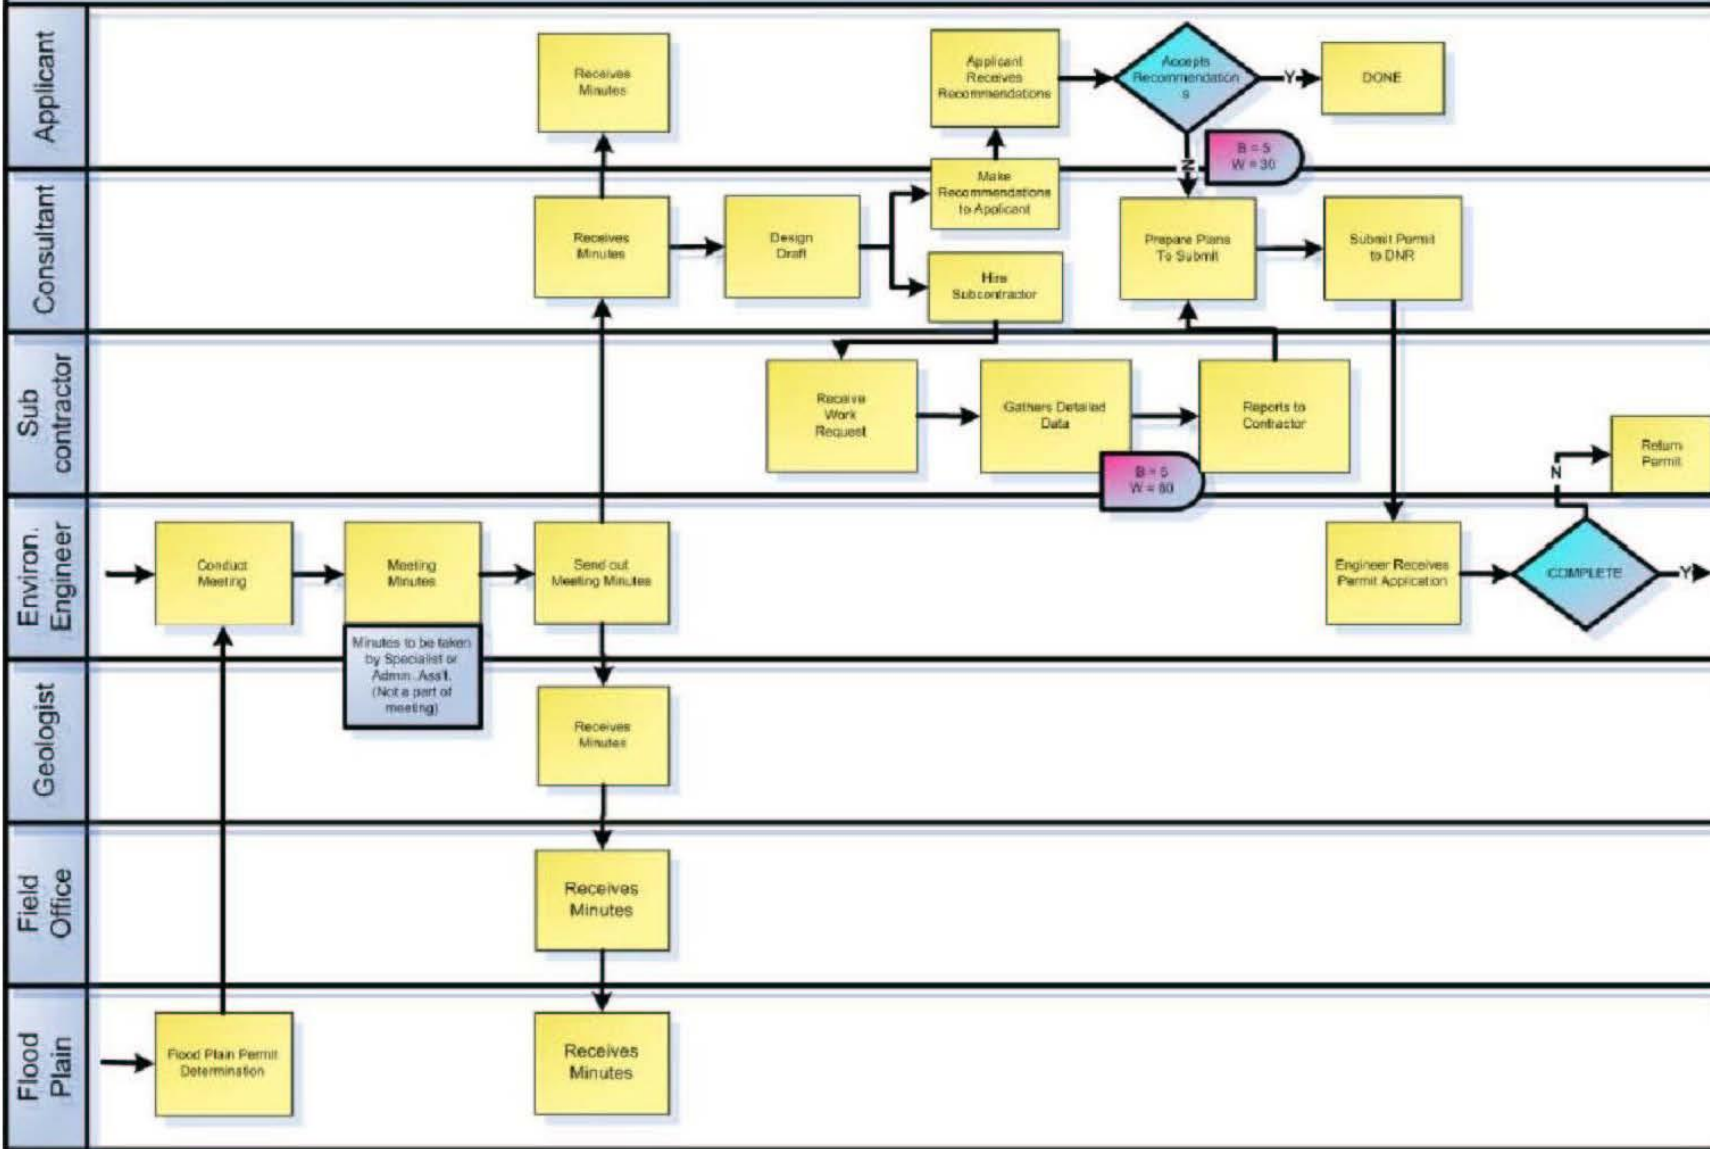 Applicant
Receives
Minutes
Applicant
Receives
Recommendations
Accepts
Recommendation
s
Y
DONE
N
B = 5
W = 30
Consultant
Receives
Minutes
Design
Draft
Make
Recommendations
to Applicant
Hire
Subcontractor
Prepare Plans
To Submit
Submit Permit
to DNR
Sub
contractor
Receive
Work
Request
Gathers Detailed
Data
B = 5
W = 60
Reports to
Contractor
Return
Permit
N
Environ.
Engineer
Conduct
Meeting
Meeting
Minutes
Minutes to be taken
by Specialist or
Admin. Ass't.
(Not a part of
meeting)
Send out
Meeting Minutes
Engineer Receives
Permit Application
COMPLETE
Y
Geologist
Receives
Minutes
Field
Office
Receives
Minutes
Flood
Plain
Flood Plain Permit
Determination
Receives
Minutes